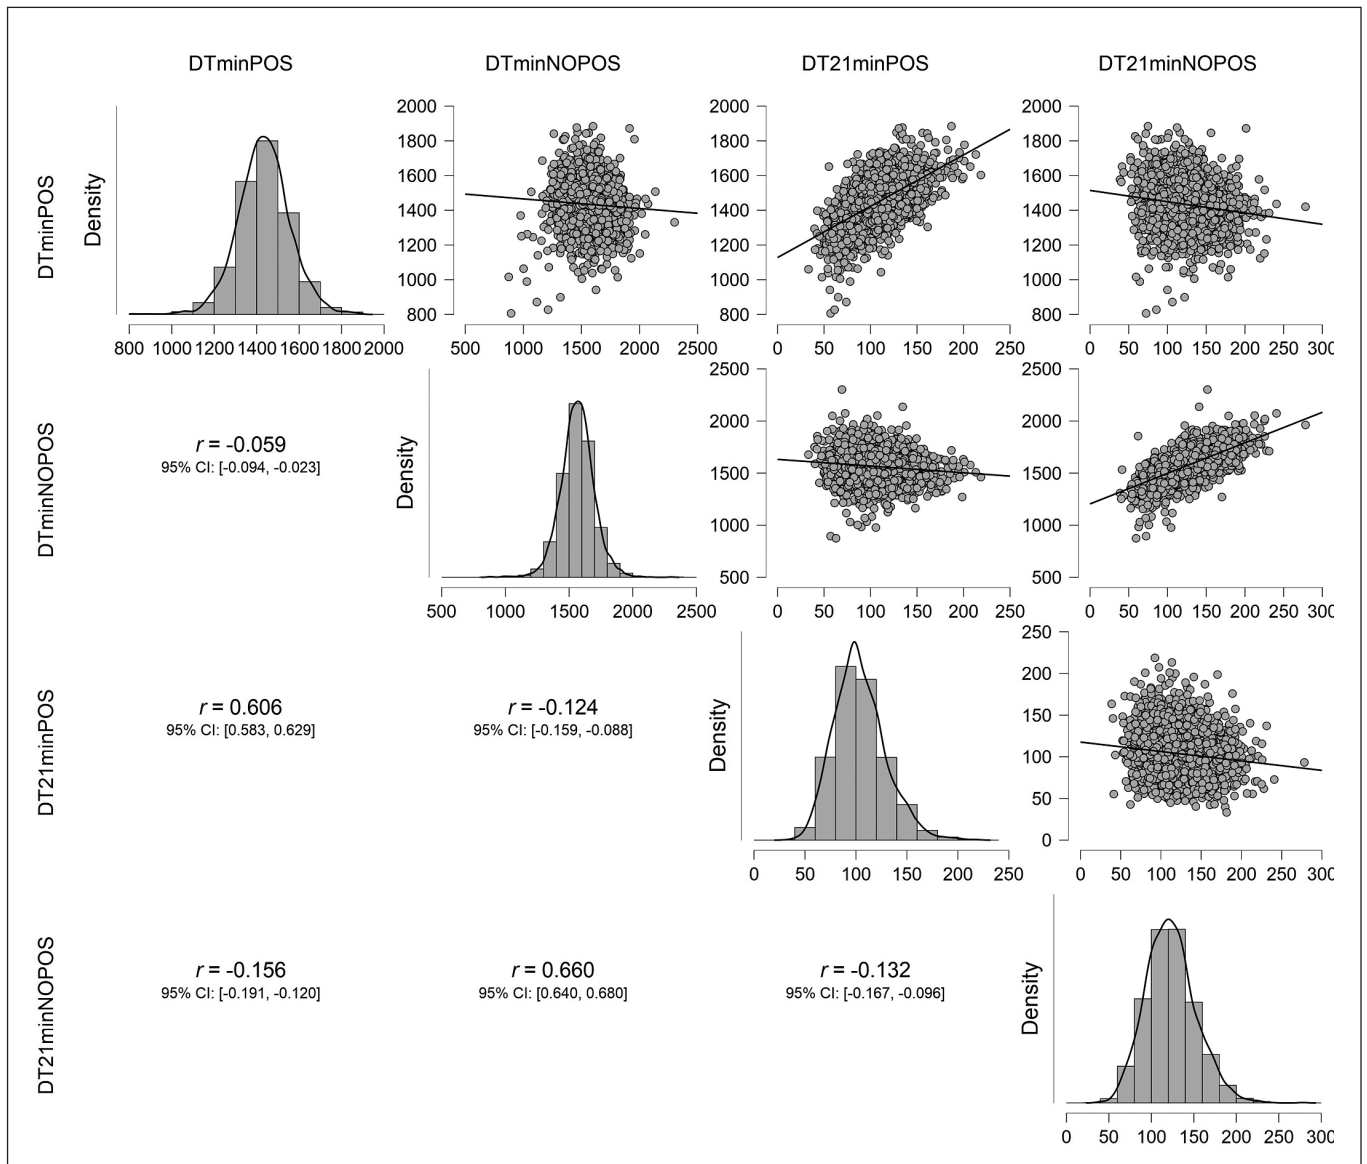 DTminPOS DTminNOPOS DT21minPOS DT21minNOPOS
DTminPOS
Density
800 1000 1200 1400 1600 1800 2000
2000
1800
1600
1400
1200
1000
800
500 1000 1500 2000 2500
2000
1800
1600
1400
1200
1000
800
0 50 100 150 200 250
2000
1800
1600
1400
1200
1000
800
0 50 100 150 200 250 300
DTminNOPOS
r = -0.059
95% CI: [-0.094, -0.023]
Density
500 1000 1500 2000 2500
2500
2000
1500
1000
500
0 50 100 150 200 250
2500
2000
1500
1000
500
0 50 100 150 200 250 300
DT21minPOS
r = 0.606
95% CI: [0.583, 0.629]
r = -0.124
95% CI: [-0.159, -0.088]
Density
0 50 100 150 200 250
250
200
150
100
50
0
0 50 100 150 200 250 300
DT21minNOPOS
r = -0.156
95% CI: [-0.191, -0.120]
r = 0.660
95% CI: [0.640, 0.680]
r = -0.132
95% CI: [-0.167, -0.096]
Density
0 50 100 150 200 250 300